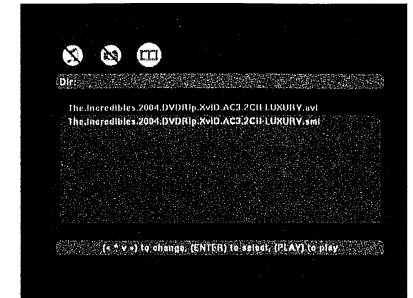 Dir:
The.Incredibles.2004.DVDRip.XviD.AC3.2CH-LUXURY.avi
The.Incredibles.2004.DVDRip.XviD.AC3.2CH-LUXURY.smi
to change, (ENTER) to select, (PLAY) to play